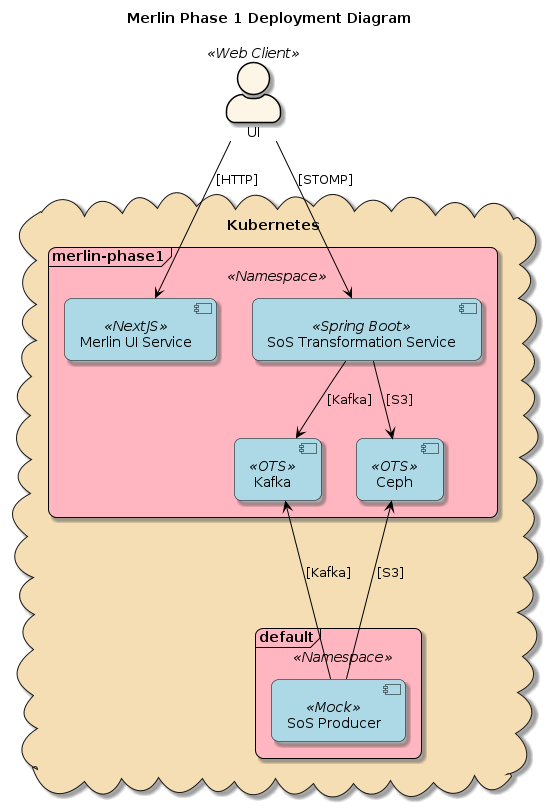 Merlin Phase 1 Deployment Diagram
«Web Client»
UI
[HTTP]
[STOMP]
Kubernetes
merlin-phase1
«Namespace»
«NextJS»
Merlin UI Service
«Spring Boot»
SoS Transformation Service
[Kafka]
[S3]
«OTS»
Kafka
«OTS»
Ceph
[Kafka]
[S3]
default
«Namespace»
«Mock»
SoS Producer